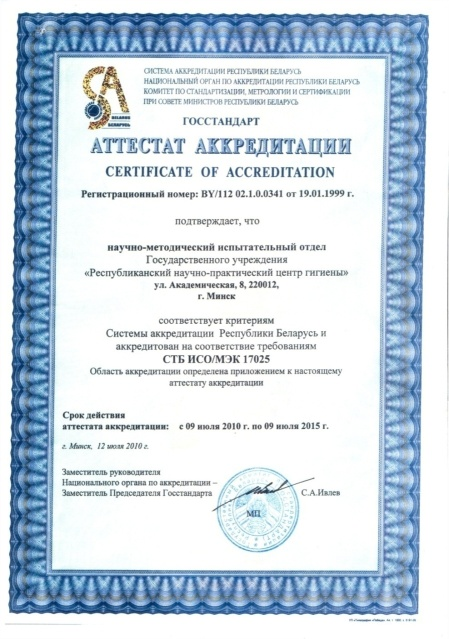 СИСТЕМА АККРЕДИТАЦИИ РЕСПУБЛИКИ БЕЛАРУСЬ
НАЦИОНАЛЬНЫЙ ОРГАН ПО АККРЕДИТАЦИИ РЕСПУБЛИКИ БЕЛАРУСЬ
КОМИТЕТ ПО СТАНДАРТИЗАЦИИ, МЕТРОЛОГИИ И СЕРТИФИКАЦИИ
ПРИ СОВЕТЕ МИНИСТРОВ РЕСПУБЛИКИ БЕЛАРУСЬ
BELARUS
БЕЛАРУСЬ
ГОССТАНДАРТ
АТТЕСТАТ АККРЕДИТАЦИИ
CERTIFICATE OF ACCREDITATION
Регистрационный номер: BY/112 02.1.0.0341 от 19.01.1999 г.
подтверждает, что
научно-методический испытательный отдел
Государственного учреждения
«Республиканский научно-практический центр гигиены»
ул. Академическая, 8, 220012,
г. Минск
соответствует критериям
Системы аккредитации Республики Беларусь и
аккредитован на соответствие требованиям
СТБ ИСО/МЭК 17025
Область аккредитации определена приложением к настоящему
аттестату аккредитации
Срок действия
аттестата аккредитации: с 09 июля 2010 г. по 09 июля 2015 г.
г. Минск, 12 июля 2010 г.
Заместитель руководителя
Национального органа по аккредитации –
Заместитель Председателя Госстандарта
С.А.Ивлев
МП